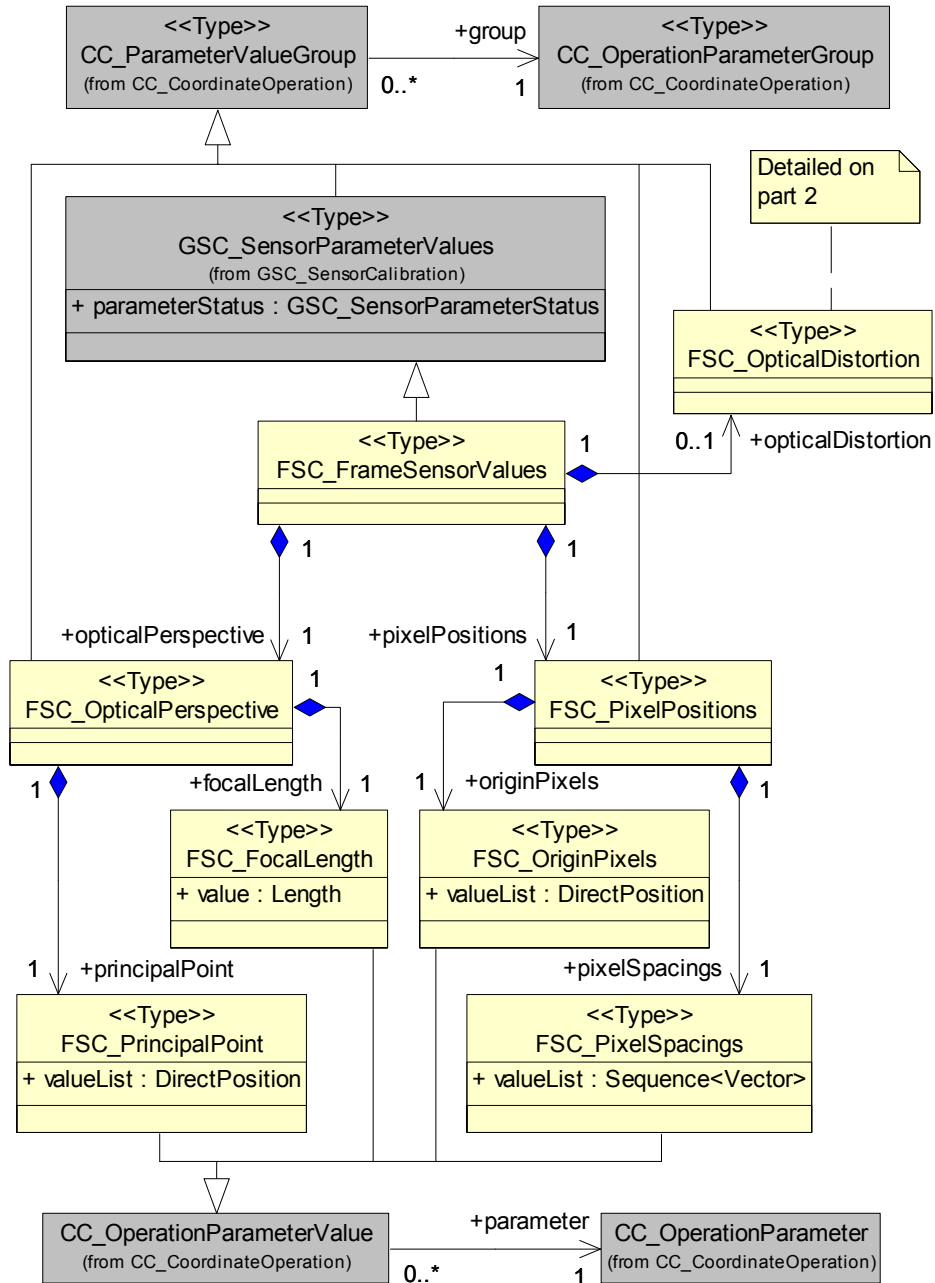 <<Type>>
CC_ParameterValueGroup
(from CC_CoordinateOperation)
+group
0..*
1
<<Type>>
CC_OperationParameterGroup
(from CC_CoordinateOperation)
Detailed on
part 2
<<Type>>
GSC_SensorParameterValues
(from GSC_SensorCalibration)
+ parameterStatus : GSC_SensorParameterStatus
<<Type>>
FSC_OpticalDistortion
<<Type>>
FSC_FrameSensorValues
1
0..1
+opticalDistortion
1
1
+opticalPerspective
1
+pixelPositions
1
<<Type>>
FSC_OpticalPerspective
1
1
<<Type>>
FSC_PixelPositions
1
+focalLength
1
1
+originPixels
1
<<Type>>
FSC_FocalLength
+ value : Length
<<Type>>
FSC_OriginPixels
+ valueList : DirectPosition
1
+principalPoint
+pixelSpacings
1
<<Type>>
FSC_PrincipalPoint
+ valueList : DirectPosition
<<Type>>
FSC_PixelSpacings
+ valueList : Sequence<Vector>
CC_OperationParameterValue
(from CC_CoordinateOperation)
+parameter
0..*
1
CC_OperationParameter
(from CC_CoordinateOperation)